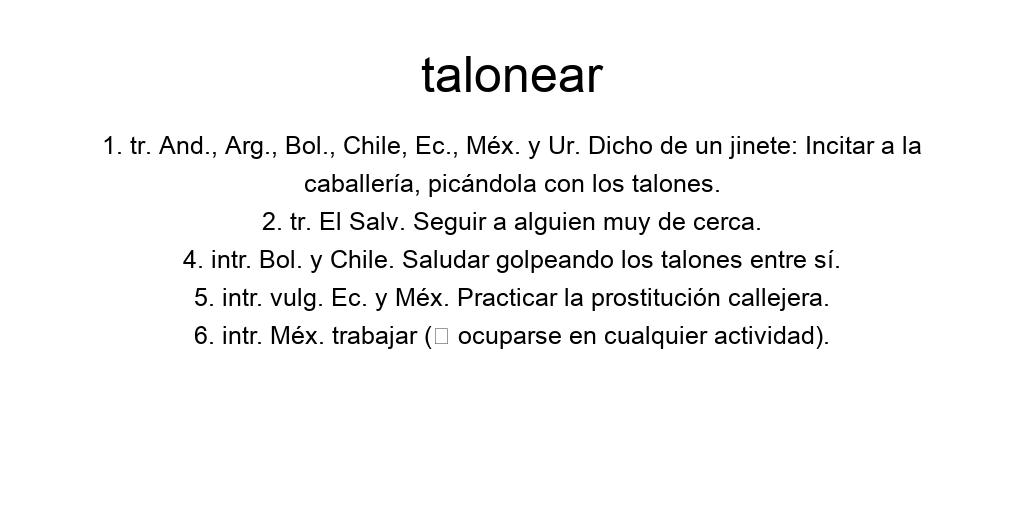 talonear
1. tr. And., Arg., Bol., Chile, Ec., Méx. y Ur. Dicho de un jinete: Incitar a la
caballería, picándola con los talones.
2. tr. El Salv. Seguir a alguien muy de cerca.
4. intr. Bol. y Chile. Saludar golpeando los talones entre sí.
5. intr. vulg. Ec. y Méx. Practicar la prostitución callejera.
6. intr. Méx. trabajar (□ ocuparse en cualquier actividad).